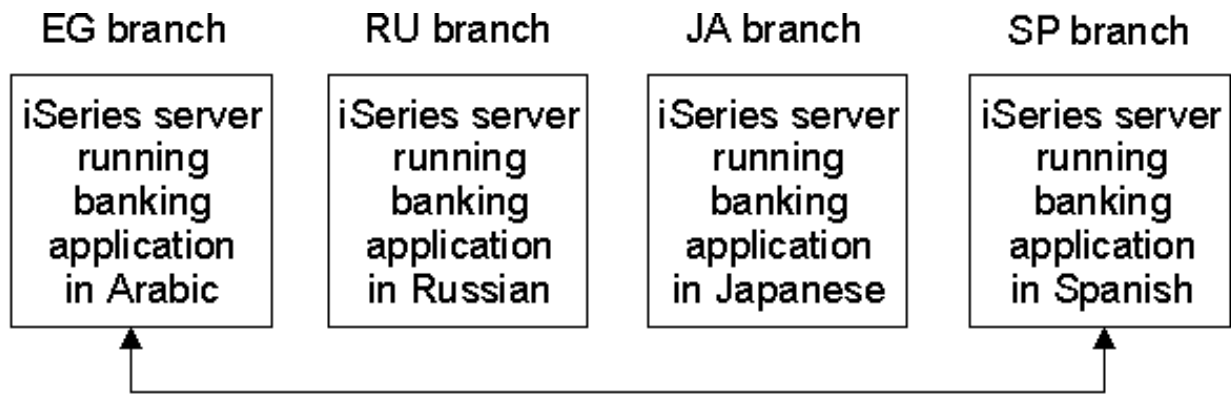 EG branch
RU branch
JA branch
SP branch
iSeries server
running
banking
application
in Arabic
iSeries server
running
banking
application
in Russian
iSeries server
running
banking
application
in Japanese
iSeries server
running
banking
application
in Spanish